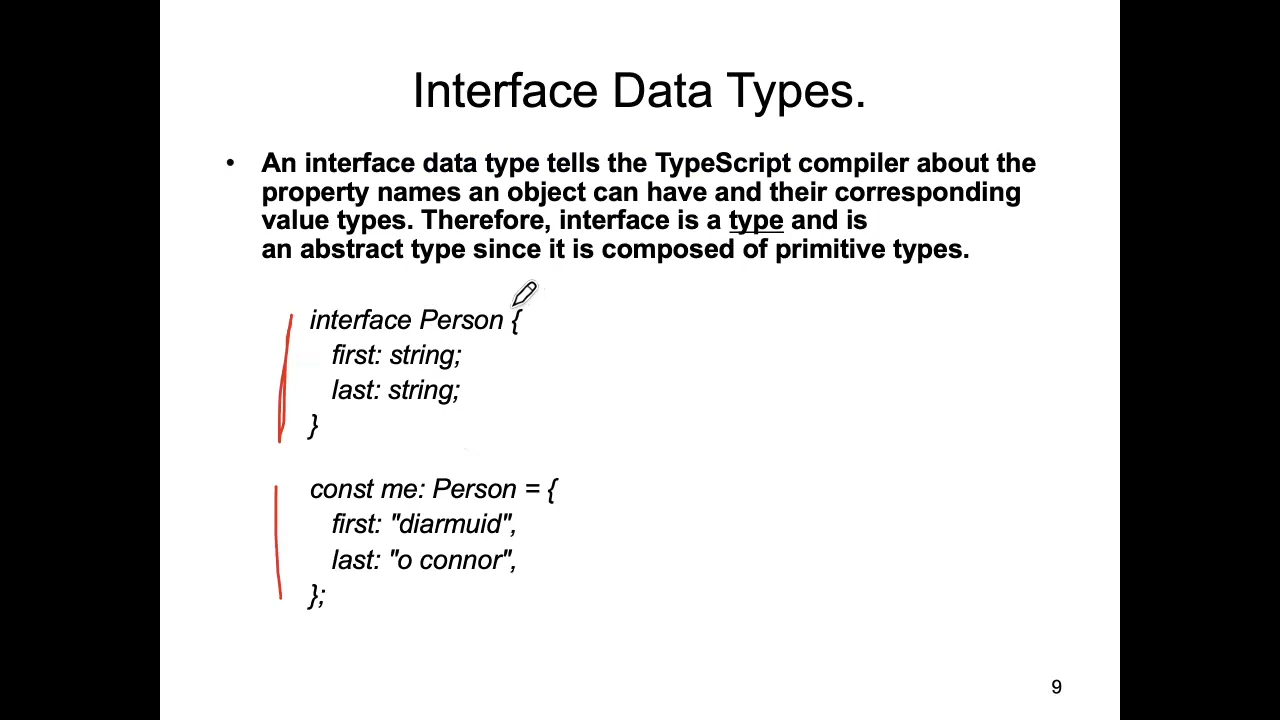 Interface Data Types.
• An interface data type tells the TypeScript compiler about the
property names an object can have and their corresponding
value types. Therefore, interface is a type and is
an abstract type since it is composed of primitive types.
interface Person {
first: string;
last: string;
}
const me: Person = {
first: "diarmuid",
last: "o connor",
};
9